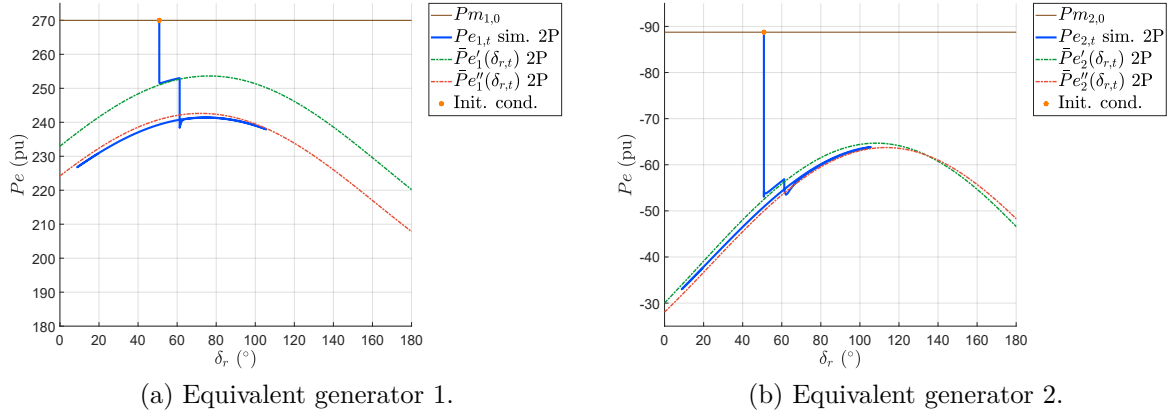 270
260
250
240
230
220
210
200
190
180
Pe (pu)
0 20 40 60 80 100 120 140 160 180
δr (°)
Pm1,0
Pe1,t sim. 2P
P̄e′1(δr,t) 2P
P̄e″1(δr,t) 2P
Init. cond.
(a) Equivalent generator 1.
-90
-80
-70
-60
-50
-40
-30
Pe (pu)
0 20 40 60 80 100 120 140 160 180
δr (°)
Pm2,0
Pe2,t sim. 2P
P̄e′2(δr,t) 2P
P̄e″2(δr,t) 2P
Init. cond.
(b) Equivalent generator 2.